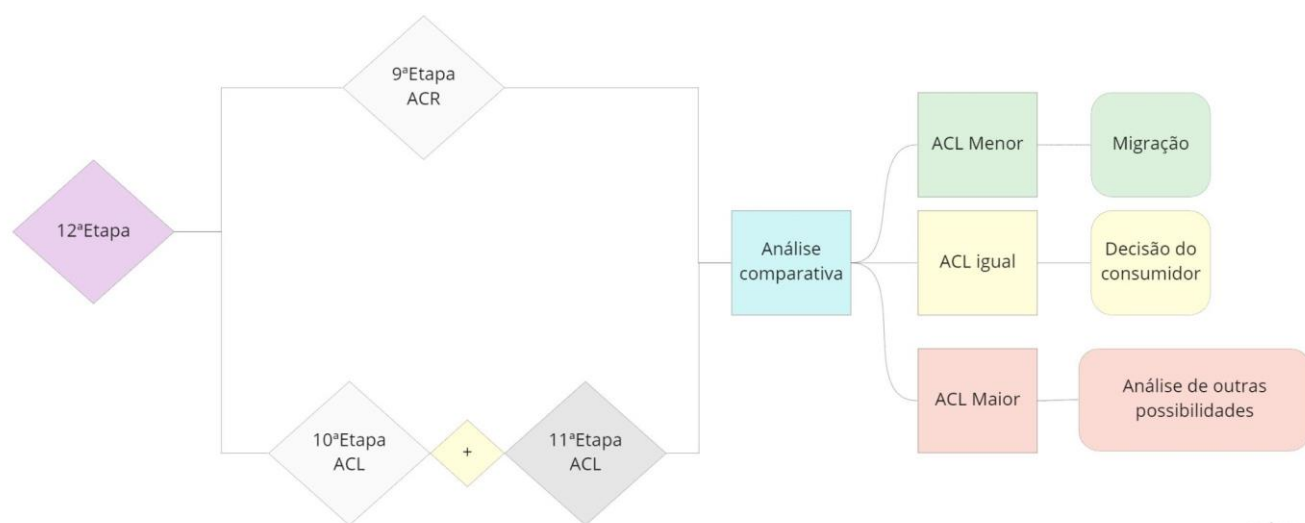 12ªEtapa
9ªEtapa
ACR
10ªEtapa
ACL
+
11ªEtapa
ACL
Análise
comparativa
ACL Menor
Migração
ACL igual
Decisão do
consumidor
ACL Maior
Análise de outras
possibilidades